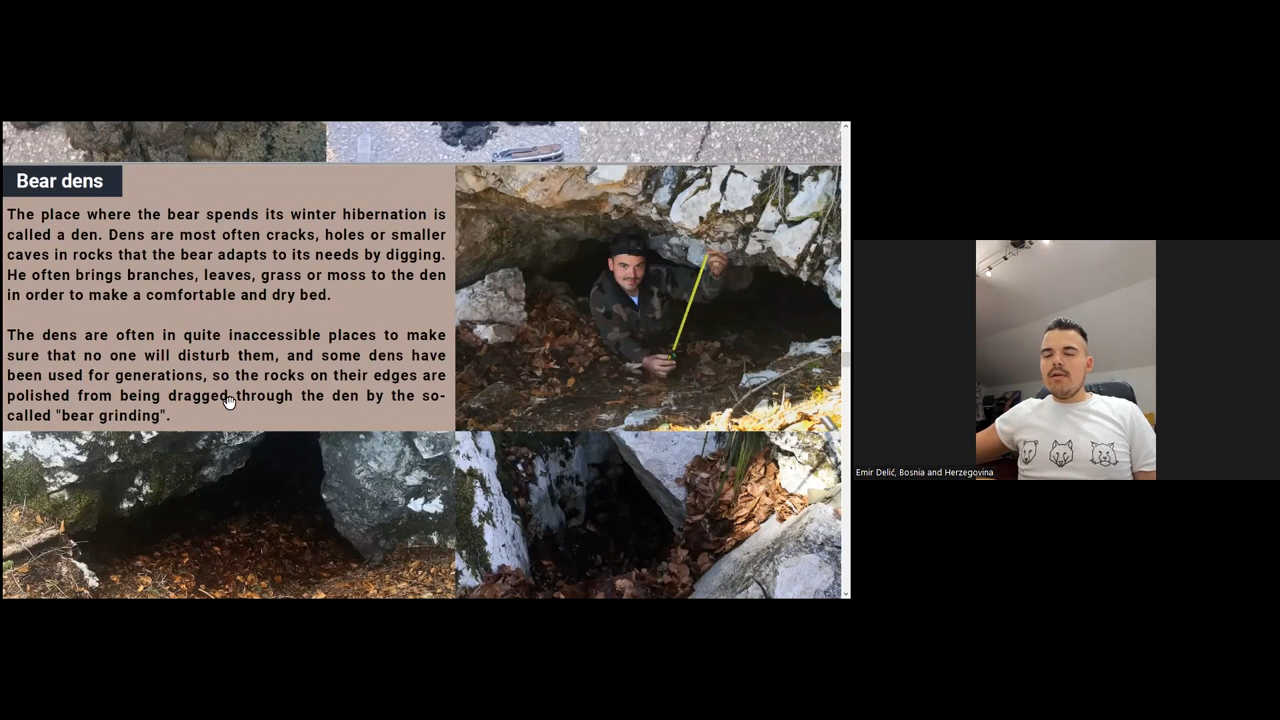 Bear dens
The place where the bear spends its winter hibernation is
called a den. Dens are most often cracks, holes or smaller
caves in rocks that the bear adapts to its needs by digging.
He often brings branches, leaves, grass or moss to the den
in order to make a comfortable and dry bed.
The dens are often in quite inaccessible places to make
sure that no one will disturb them, and some dens have
been used for generations, so the rocks on their edges are
polished from being dragged through the den by the so-
called "bear grinding".
Emir Delić, Bosnia and Herzegovina